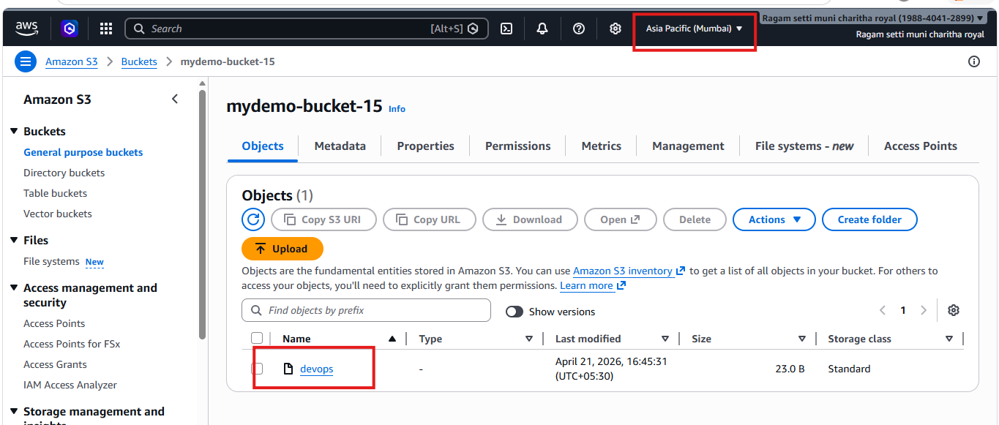 aws
Search [Alt+S]
Asia Pacific (Mumbai)
Ragam setti muni charitha royal (1988-4041-2899)
Ragam setti muni charitha royal
Amazon S3 > Buckets > mydemo-bucket-15
Amazon S3
Buckets
General purpose buckets
Directory buckets
Table buckets
Vector buckets
Files
File systems New
Access management and
security
Access Points
Access Points for FSx
Access Grants
IAM Access Analyzer
Storage management and
insights
mydemo-bucket-15 Info
Objects Metadata Properties Permissions Metrics Management File systems - new Access Points
Objects (1)
Copy S3 URI Copy URL Download Open Delete Actions Create folder
Upload
Objects are the fundamental entities stored in Amazon S3. You can use Amazon S3 inventory to get a list of all objects in your bucket. For others to
access your objects, you'll need to explicitly grant them permissions. Learn more
Find objects by prefix Show versions 1
Name Type Last modified Size Storage class
devops - April 21, 2026, 16:45:31 23.0 B Standard
(UTC+05:30)